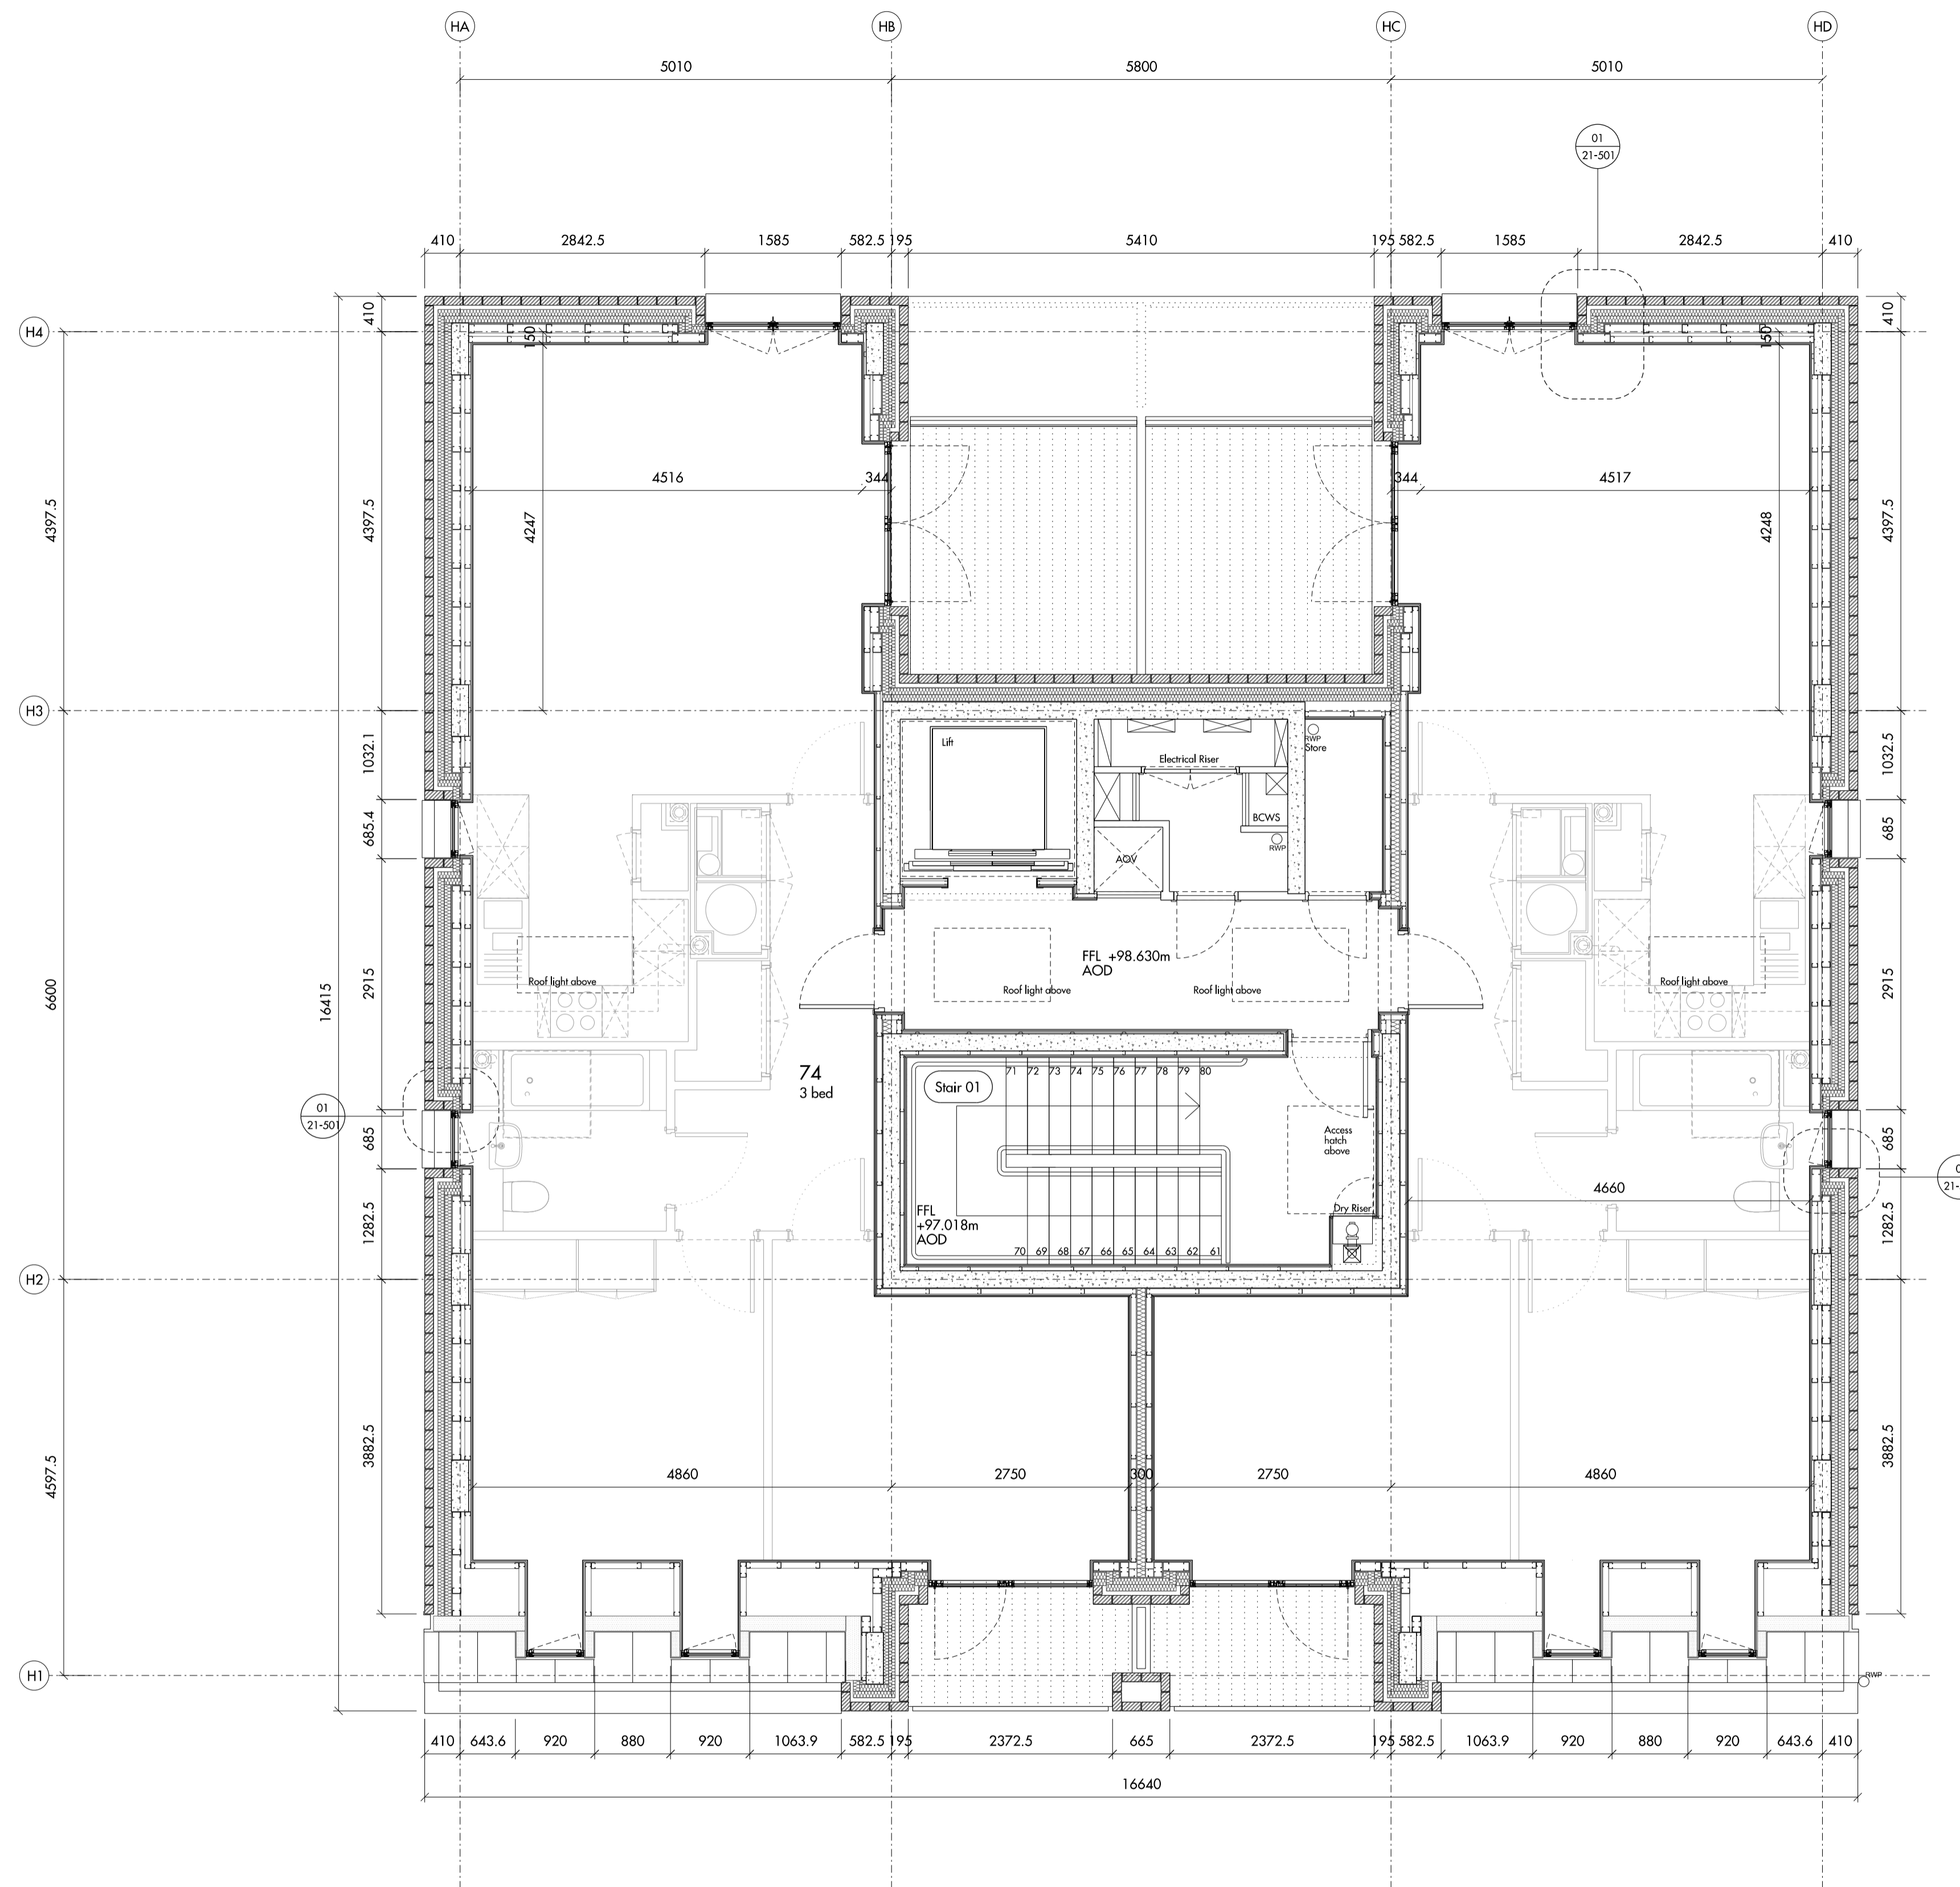 HA
HB
HC
HD
5010
5800
5010
01
21-501
410
2842.5
1585
582.5
195
5410
195
582.5
1585
2842.5
410
H4
410
150
150
410
4397.5
4397.5
4516
344
344
4517
4397.5
4247
4248
H3
1032.1
Lift
Electrical Riser
RWP
Store
1032.5
685.4
BCWS
RWP
AOV
685
6600
16415
2915
Roof light above
FFL +98.630m
AOD
Roof light above
Roof light above
Roof light above
2915
74
3 bed
Stair 01
71 72 73 74 75 76 77 78 79 80
01
21-501
Access
hatch
above
685
685
4660
1282.5
FFL
+97.018m
AOD
Dry Riser
1282.5
70 69 68 67 66 65 64 63 62 61
H2
3882.5
3882.5
4597.5
4860
2750
300
2750
4860
H1
RWP
410
643.6
920
880
920
1063.9
582.5
195
2372.5
665
2372.5
195
582.5
1063.9
920
880
920
643.6
410
16640